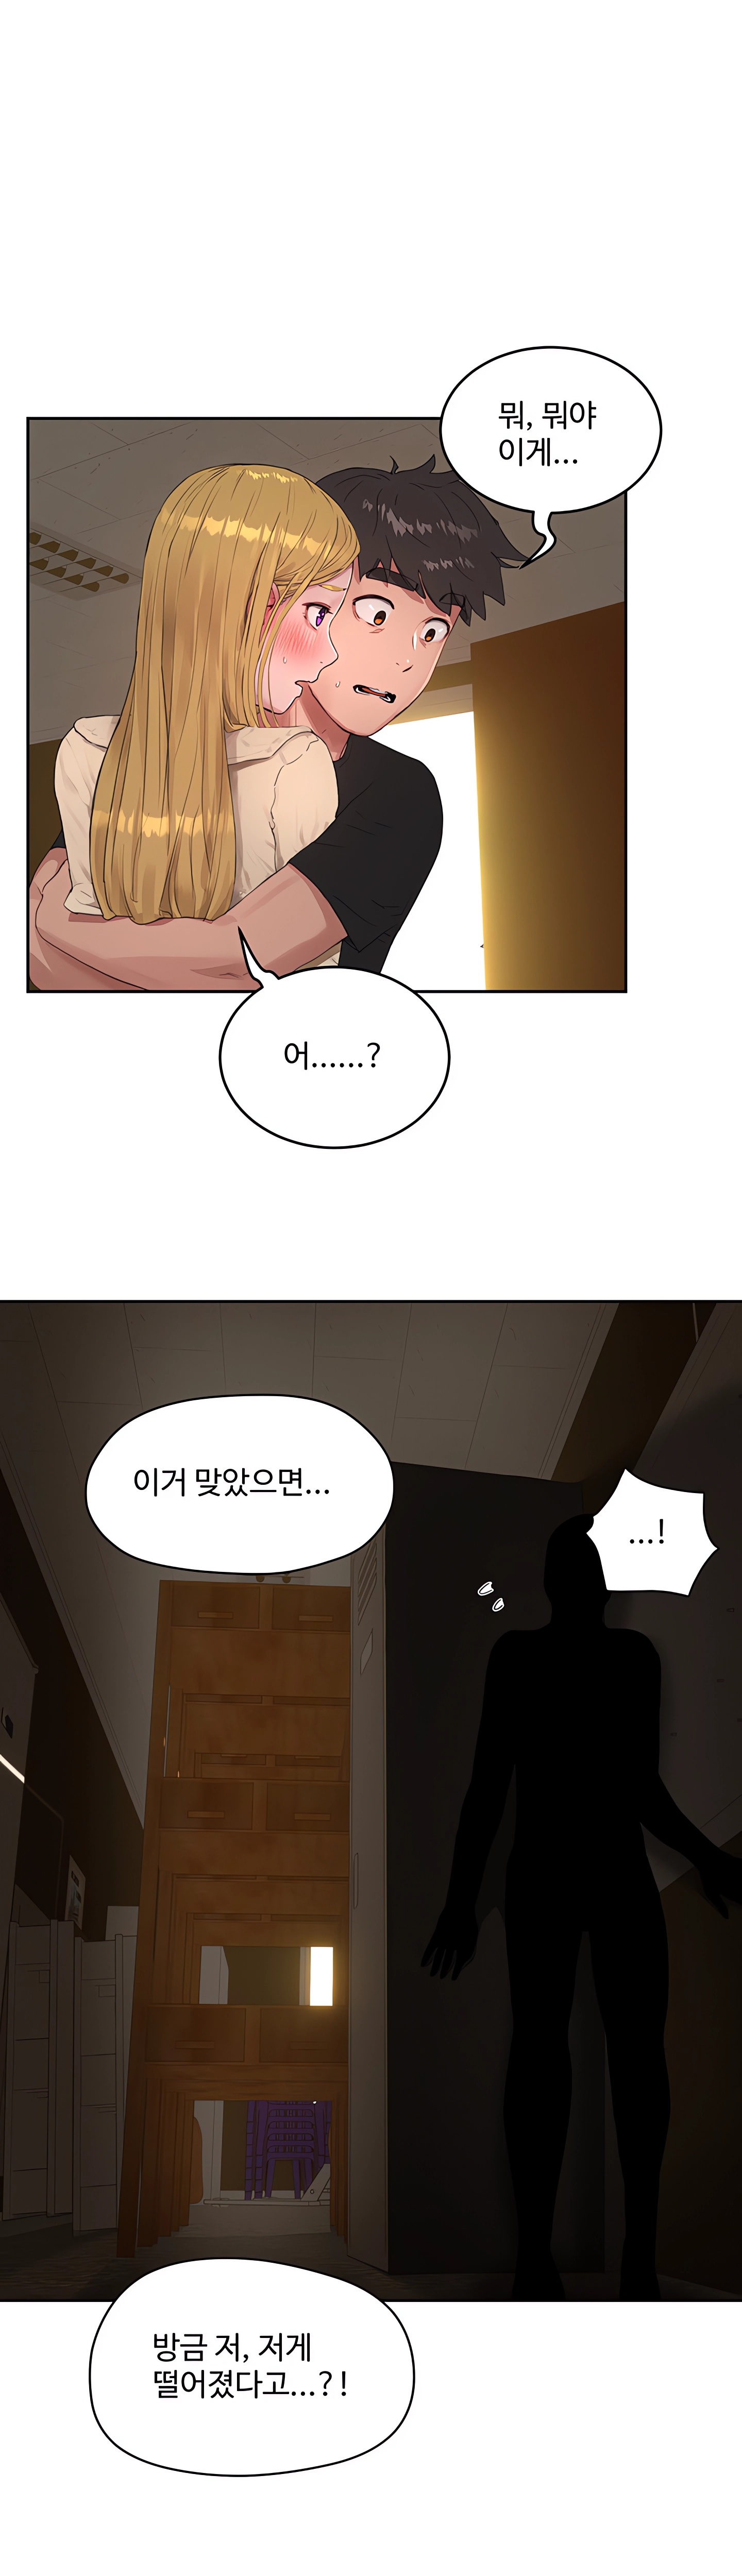 뭐, 뭐야
이게...
어......?
이거 맞았으면...
...!
방금 저, 저게
떨어졌다고...?!